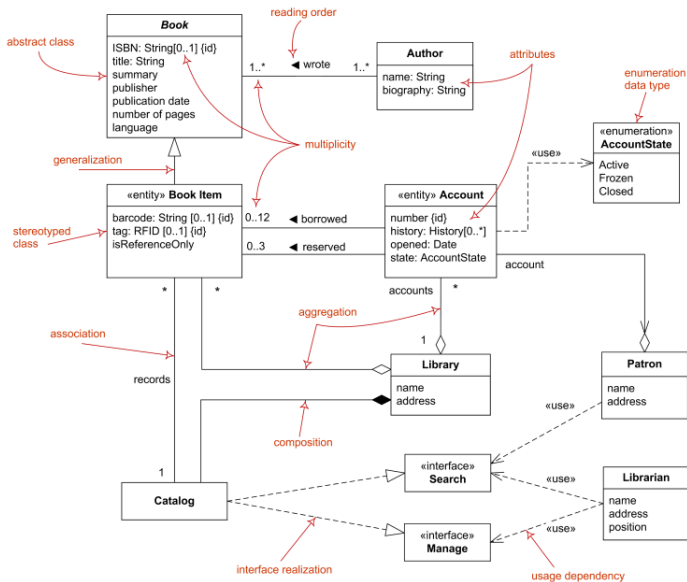 reading order
Book
abstract class
ISBN: String[0..1] {id}
title: String
summary
publisher
publication date
number of pages
language
1..*
◄ wrote
1..*
Author
name: String
biography: String
attributes
enumeration
data type
«enumeration»
AccountState
Active
Frozen
Closed
generalization
multiplicity
«use»
«entity» Book Item
barcode: String [0..1] {id}
tag: RFID [0..1] {id}
isReferenceOnly
stereotyped
class
0..12
◄ borrowed
0..3
◄ reserved
«entity» Account
number {id}
history: History[0..*]
opened: Date
state: AccountState
account
*
*
accounts
*
aggregation
association
1
Library
name
address
records
composition
Patron
name
address
«use»
1
Catalog
«interface»
Search
«use»
Librarian
name
address
position
«interface»
Manage
«use»
interface realization
usage dependency